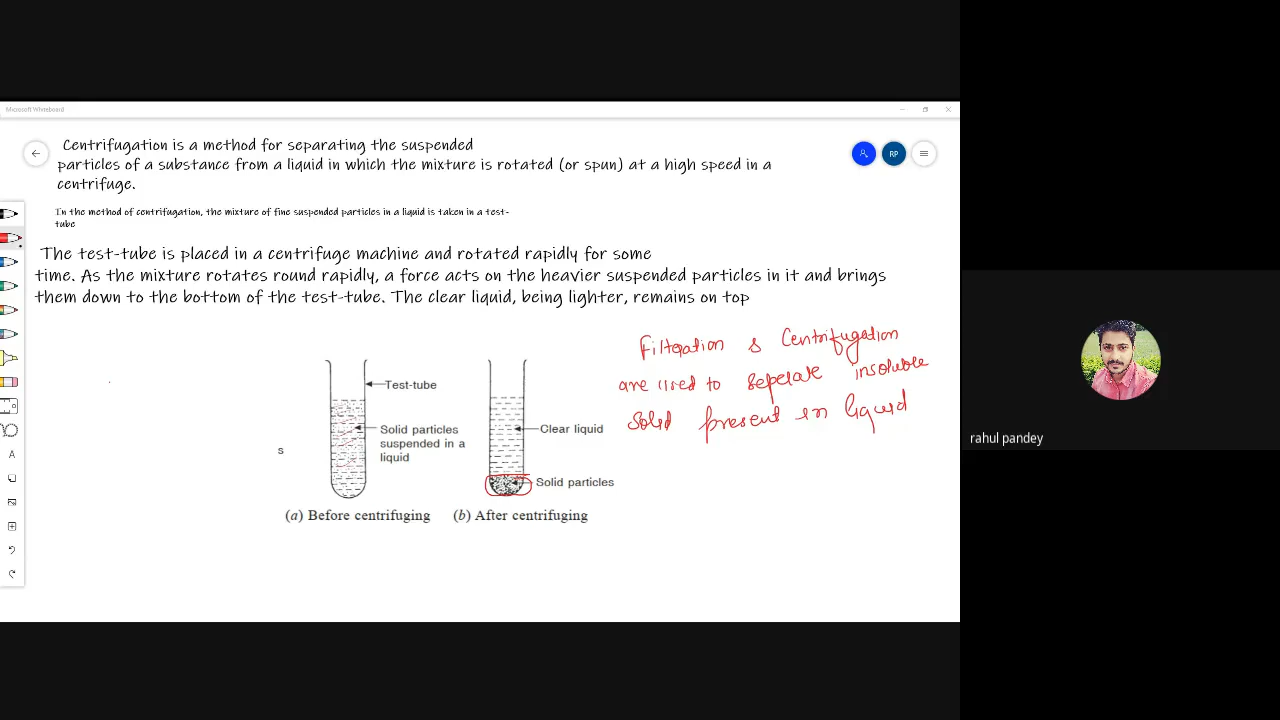 Microsoft Whiteboard
Centrifugation is a method for separating the suspended
particles of a substance from a liquid in which the mixture is rotated (or spun) at a high speed in a
centrifuge.
RP
In the method of centrifugation, the mixture of fine suspended particles in a liquid is taken in a test-
tube
The test-tube is placed in a centrifuge machine and rotated rapidly for some
time. As the mixture rotates round rapidly, a force acts on the heavier suspended particles in it and brings
them down to the bottom of the test-tube. The clear liquid, being lighter, remains on top
Filteration & Centrifugation
are used to seperate insoluble
solid present in liquid
Test-tube
Solid particles
suspended in a
liquid
s
Clear liquid
Solid particles
(a) Before centrifuging
(b) After centrifuging
A
rahul pandey